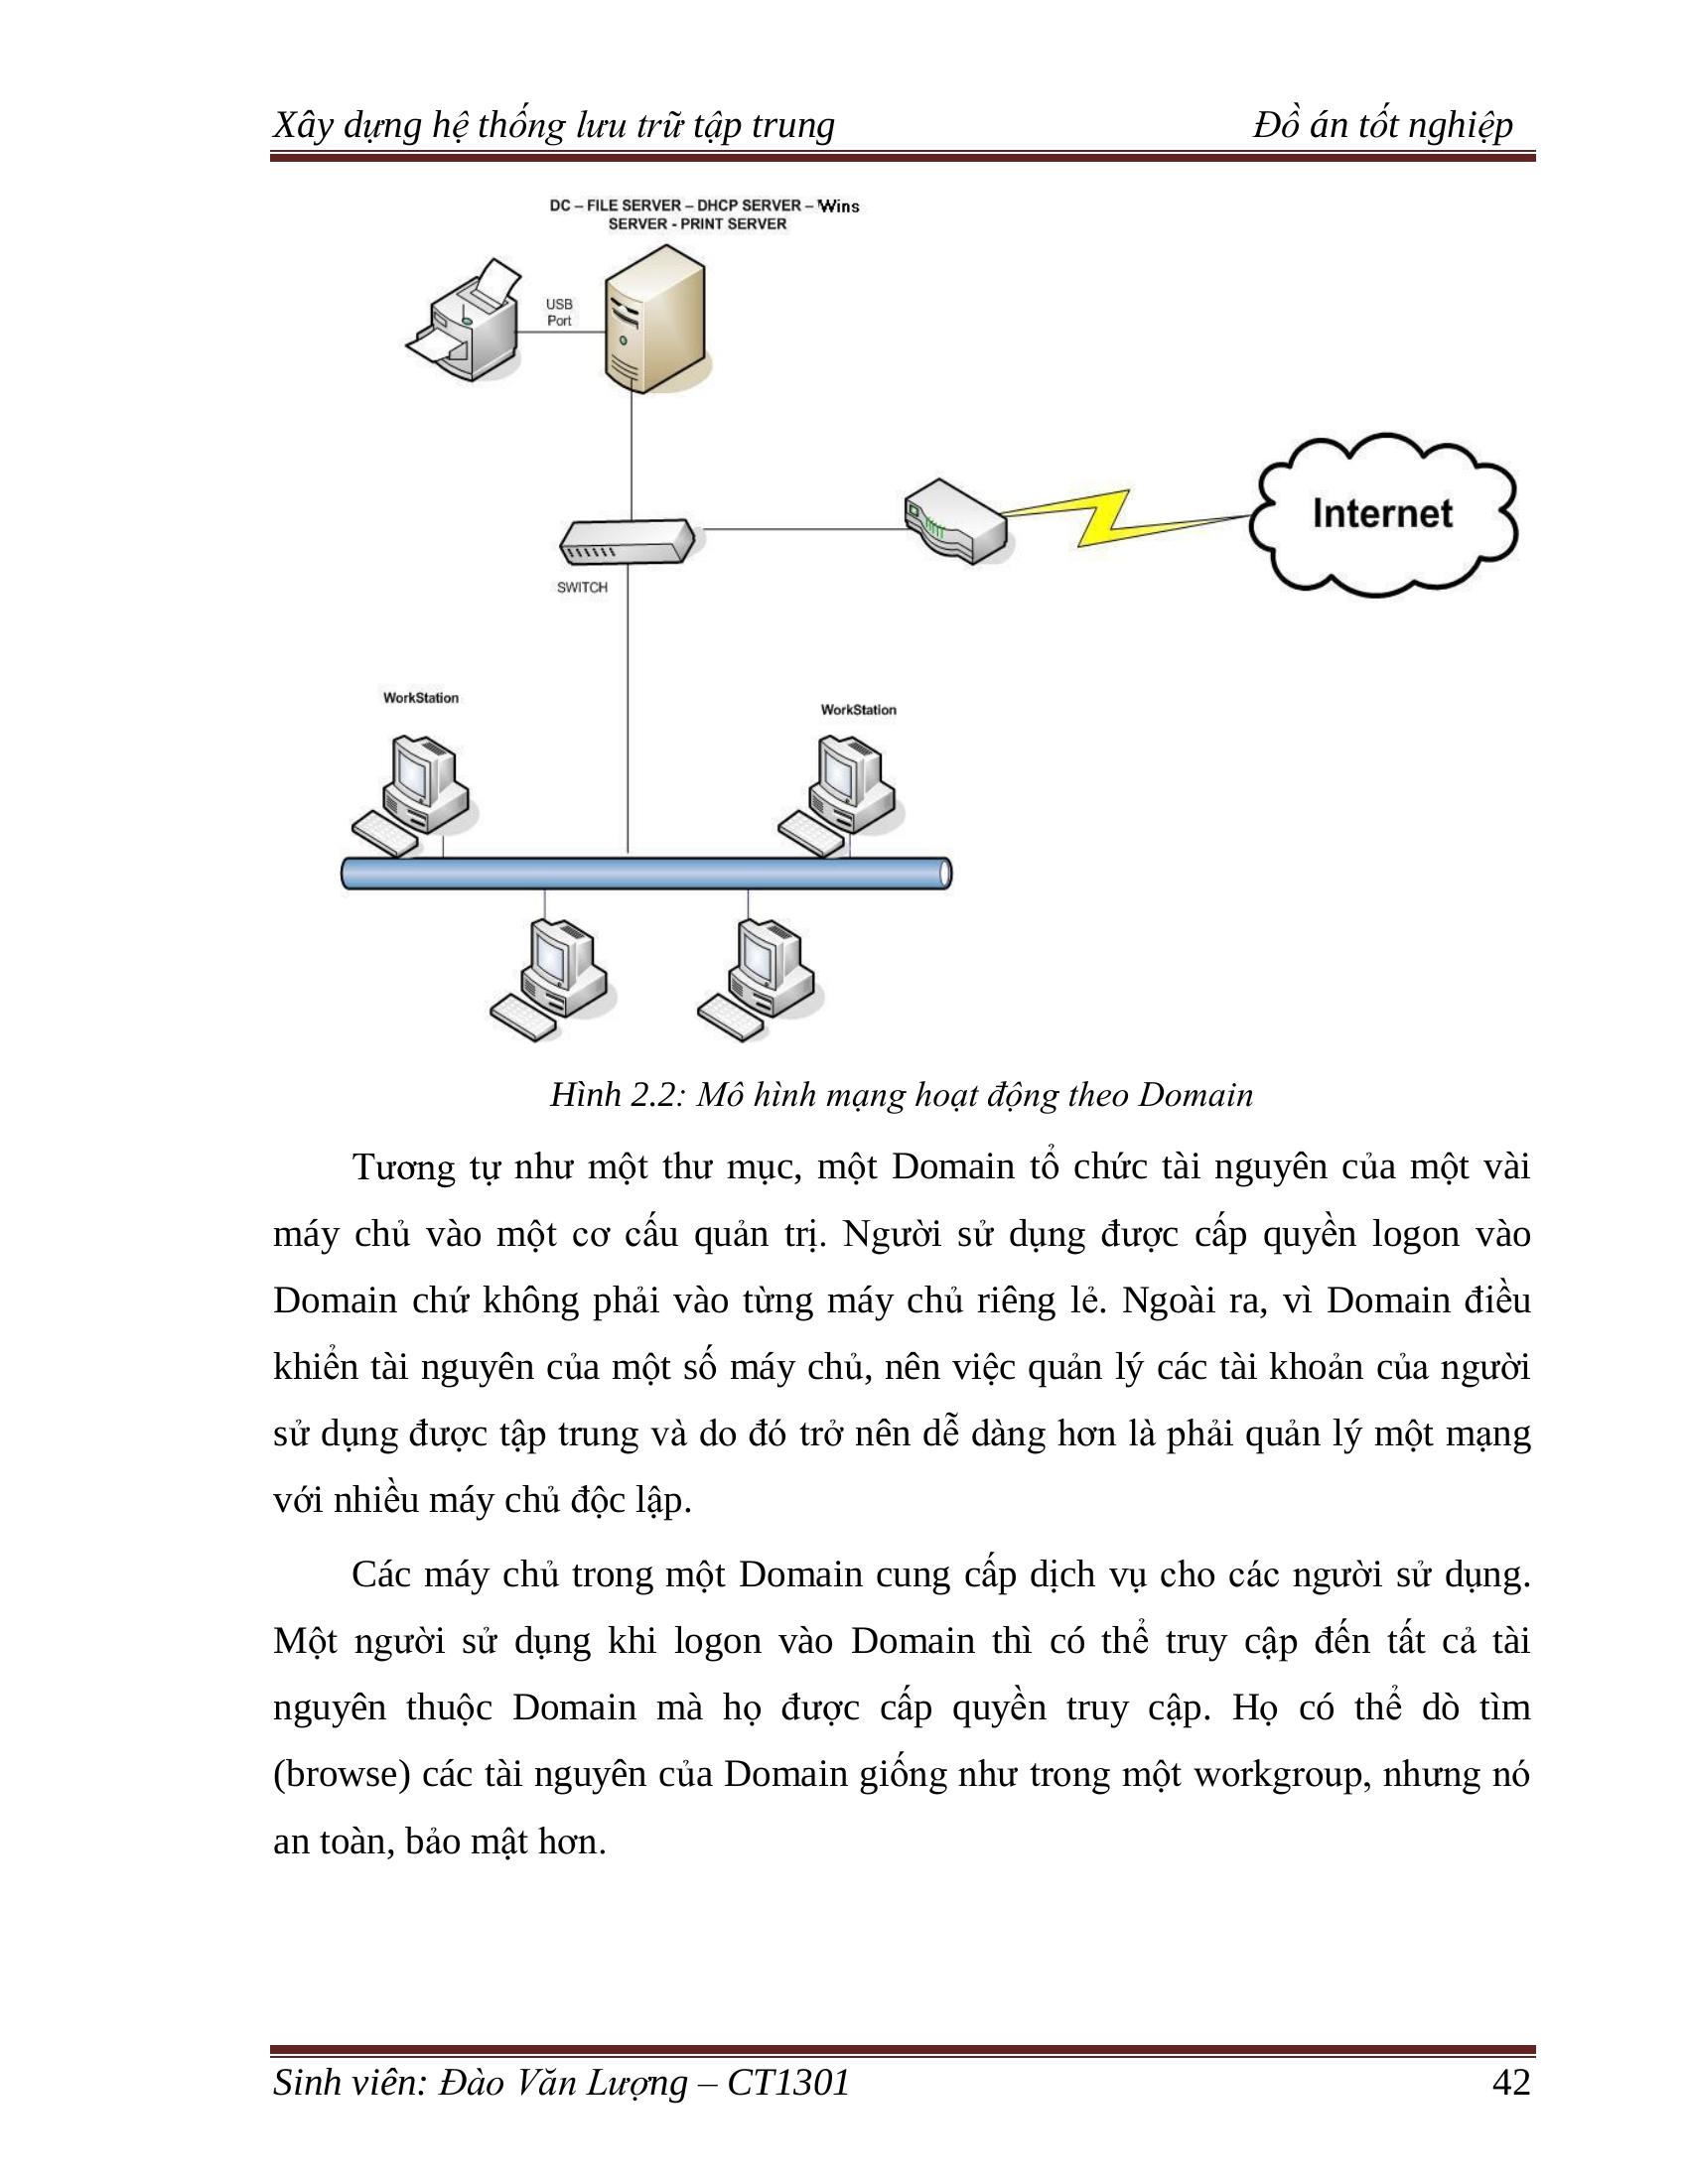 Xây dựng hệ thống lưu trữ tập trung Đồ án tốt nghiệp
DC – FILE SERVER – DHCP SERVER – Wins
SERVER - PRINT SERVER
USB
Port
Internet
SWITCH
WorkStation
WorkStation
Hình 2.2: Mô hình mạng hoạt động theo Domain
Tương tự như một thư mục, một Domain tổ chức tài nguyên của một vài
máy chủ vào một cơ cấu quản trị. Người sử dụng được cấp quyền logon vào
Domain chứ không phải vào từng máy chủ riêng lẻ. Ngoài ra, vì Domain điều
khiển tài nguyên của một số máy chủ, nên việc quản lý các tài khoản của người
sử dụng được tập trung và do đó trở nên dễ dàng hơn là phải quản lý một mạng
với nhiều máy chủ độc lập.
Các máy chủ trong một Domain cung cấp dịch vụ cho các người sử dụng.
Một người sử dụng khi logon vào Domain thì có thể truy cập đến tất cả tài
nguyên thuộc Domain mà họ được cấp quyền truy cập. Họ có thể dò tìm
(browse) các tài nguyên của Domain giống như trong một workgroup, nhưng nó
an toàn, bảo mật hơn.
Sinh viên: Đào Văn Lượng – CT1301 42